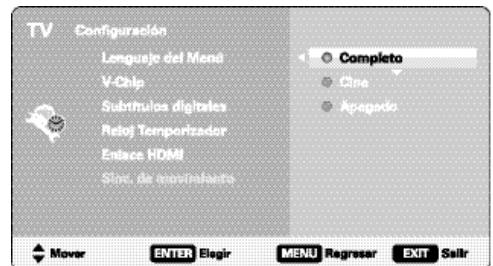 TV Configuración
Lenguaje del Menú
Completo
V-Chip
Cine
Subtítulos digitales
Apagado
Reloj Temporizador
Enlace HDMI
Sinc. de movimiento
Mover
ENTER Elegir
MENU Regresar
EXIT Salir